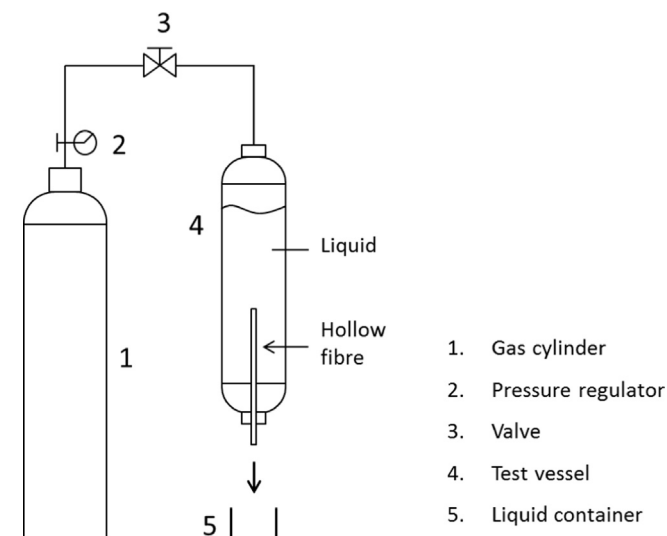 3
2
4
Liquid
Hollow
fibre
1
1. Gas cylinder
2. Pressure regulator
3. Valve
4. Test vessel
5. Liquid container
5